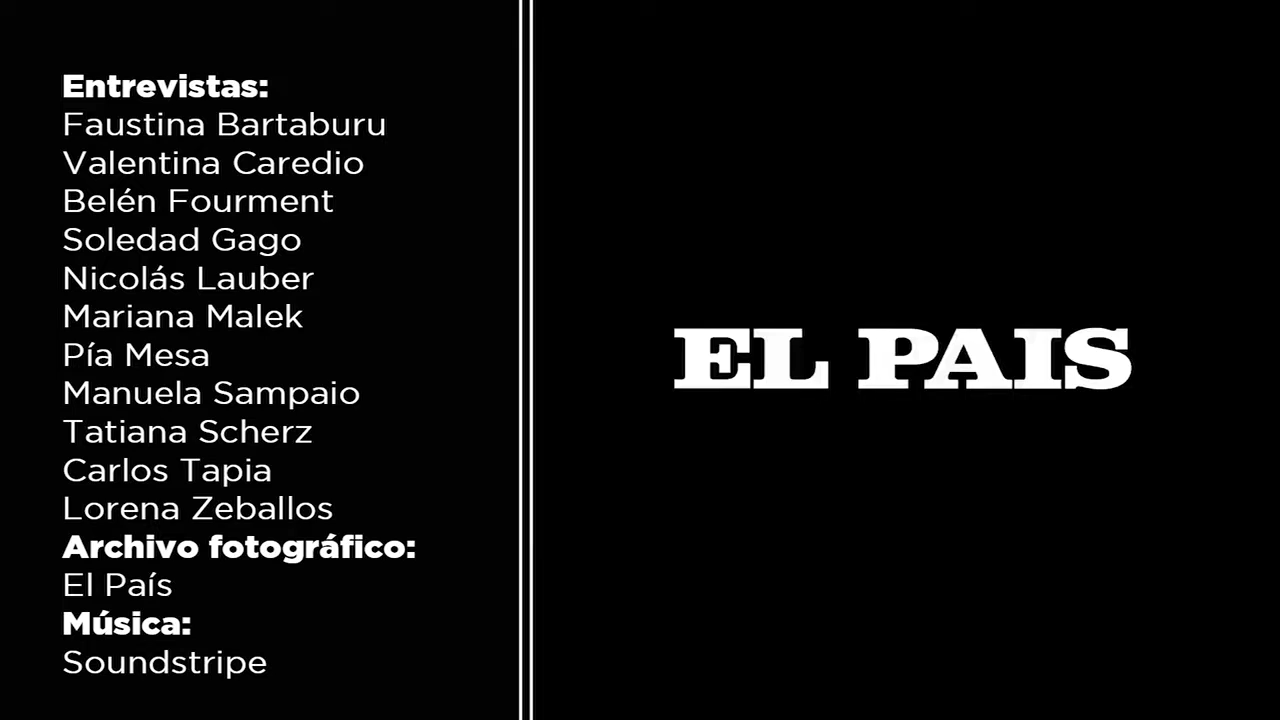 Entrevistas:
Faustina Bartaburu
Valentina Caredio
Belén Fourment
Soledad Gago
Nicolás Lauber
Mariana Malek
Pía Mesa
Manuela Sampaio
Tatiana Scherz
Carlos Tapia
Lorena Zeballos
Archivo fotográfico:
El País
Música:
Soundstripe
EL PAIS